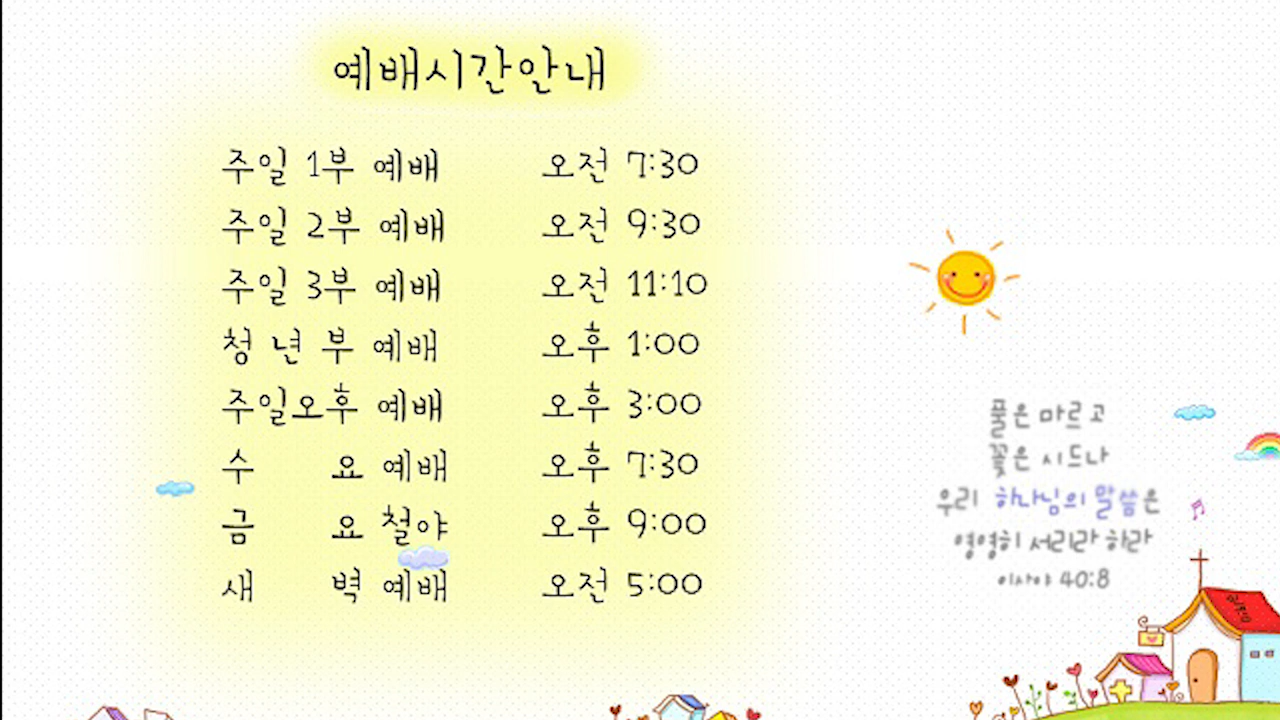 예배시간안내
주일 1부 예배 오전 7:30
주일 2부 예배 오전 9:30
주일 3부 예배 오전 11:10
청 년 부 예배 오후 1:00
주일오후 예배 오후 3:00
수 요 예배 오후 7:30
금 요 철야 오후 9:00
새 벽 예배 오전 5:00
풀은 마르고
꽃은 시드나
우리 하나님의 말씀은
영영히 서리라 하라
이사야 40:8